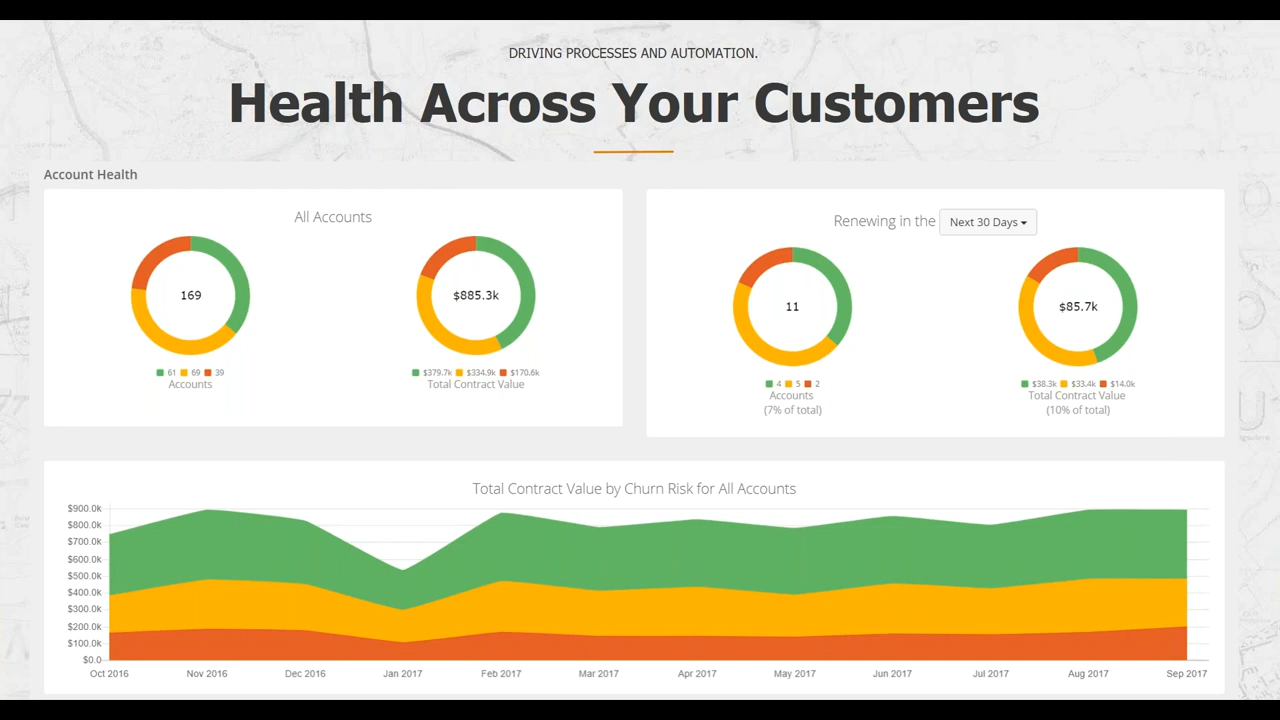 DRIVING PROCESSES AND AUTOMATION.
Health Across Your Customers
Account Health
All Accounts
169
61 69 39
Accounts
$885.3k
$379.7k $334.9k $170.6k
Total Contract Value
Renewing in the Next 30 Days
11
4 5 2
Accounts
(7% of total)
$85.7k
$38.3k $33.4k $14.0k
Total Contract Value
(10% of total)
Total Contract Value by Churn Risk for All Accounts
$900.0k
$800.0k
$700.0k
$600.0k
$500.0k
$400.0k
$300.0k
$200.0k
$100.0k
$0.0
Oct 2016 Nov 2016 Dec 2016 Jan 2017 Feb 2017 Mar 2017 Apr 2017 May 2017 Jun 2017 Jul 2017 Aug 2017 Sep 2017